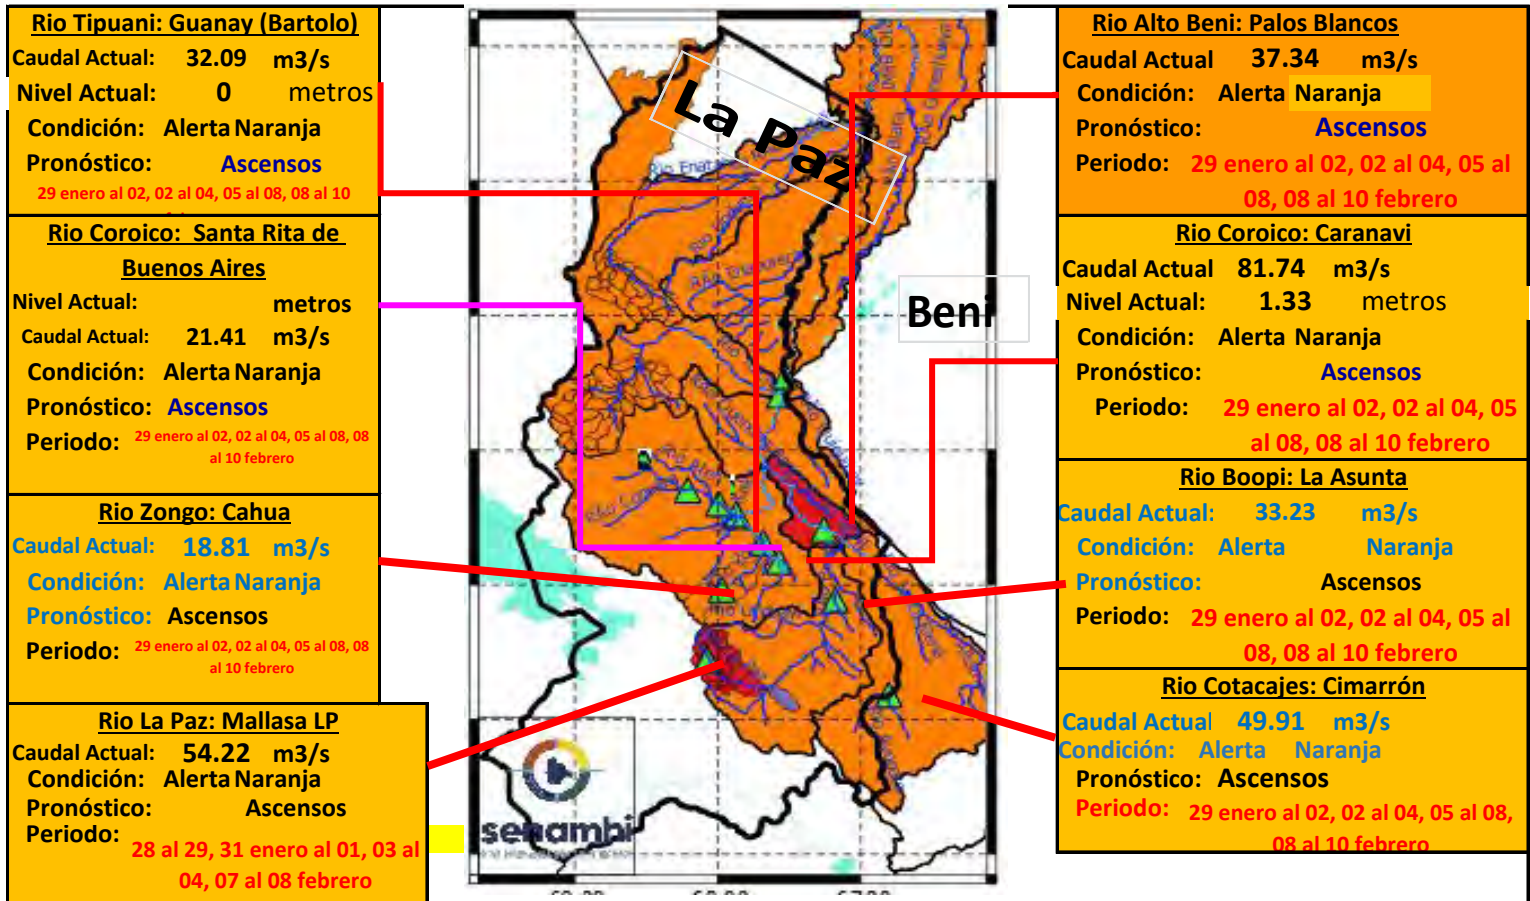 Rio Tipuani: Guanay (Bartolo)
Caudal Actual: 32.09 m3/s
Nivel Actual: 0 metros
Condición: Alerta Naranja
Pronóstico: Ascensos
29 enero al 02, 02 al 04, 05 al 08, 08 al 10
Rio Coroico: Santa Rita de
Buenos Aires
Nivel Actual: metros
Caudal Actual: 21.41 m3/s
Condición: Alerta Naranja
Pronóstico: Ascensos
Periodo: 29 enero al 02, 02 al 04, 05 al 08, 08
al 10 febrero
Rio Zongo: Cahua
Caudal Actual: 18.81 m3/s
Condición: Alerta Naranja
Pronóstico: Ascensos
Periodo: 29 enero al 02, 02 al 04, 05 al 08, 08
al 10 febrero
Rio La Paz: Mallasa LP
Caudal Actual: 54.22 m3/s
Condición: Alerta Naranja
Pronóstico: Ascensos
Periodo:
28 al 29, 31 enero al 01, 03 al
04, 07 al 08 febrero
La Paz
Beni
senamhi
Rio Alto Beni: Palos Blancos
Caudal Actual 37.34 m3/s
Condición: Alerta Naranja
Pronóstico: Ascensos
Periodo: 29 enero al 02, 02 al 04, 05 al
08, 08 al 10 febrero
Rio Coroico: Caranavi
Caudal Actual 81.74 m3/s
Nivel Actual: 1.33 metros
Condición: Alerta Naranja
Pronóstico: Ascensos
Periodo: 29 enero al 02, 02 al 04, 05
al 08, 08 al 10 febrero
Rio Boopi: La Asunta
Caudal Actual: 33.23 m3/s
Condición: Alerta Naranja
Pronóstico: Ascensos
Periodo: 29 enero al 02, 02 al 04, 05 al
08, 08 al 10 febrero
Rio Cotacajes: Cimarrón
Caudal Actual 49.91 m3/s
Condición: Alerta Naranja
Pronóstico: Ascensos
Periodo: 29 enero al 02, 02 al 04, 05 al 08,
08 al 10 febrero